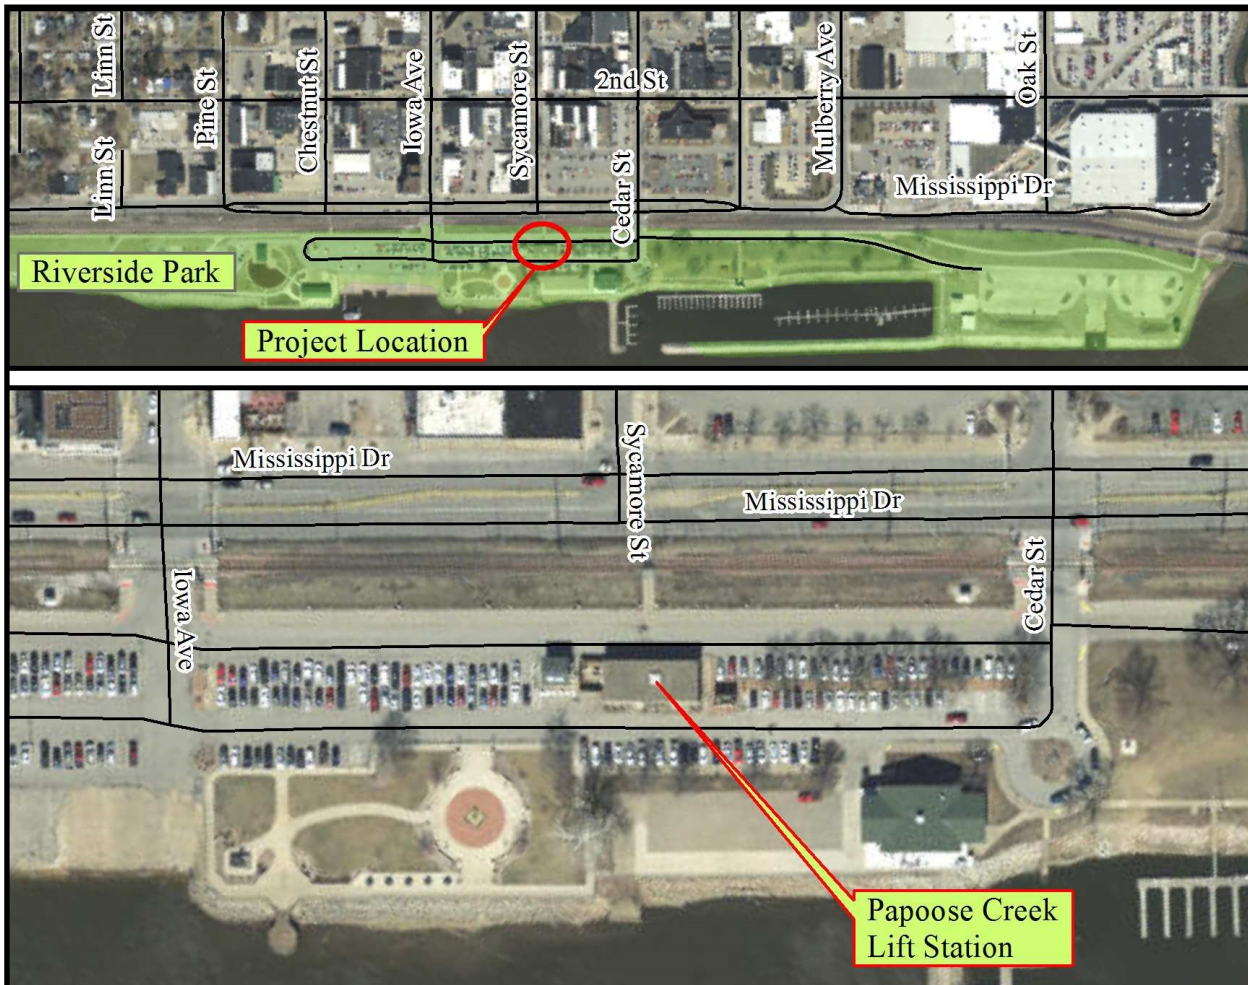 Linn St
Pine St
Chestnut St
Iowa Ave
Sycamore St
2nd St
Mulberry Ave
Oak St
Linn St
Cedar St
Mississippi Dr
Riverside Park
Project Location
Mississippi Dr
Sycamore St
Mississippi Dr
Iowa Ave
Cedar St
Papoose Creek
Lift Station